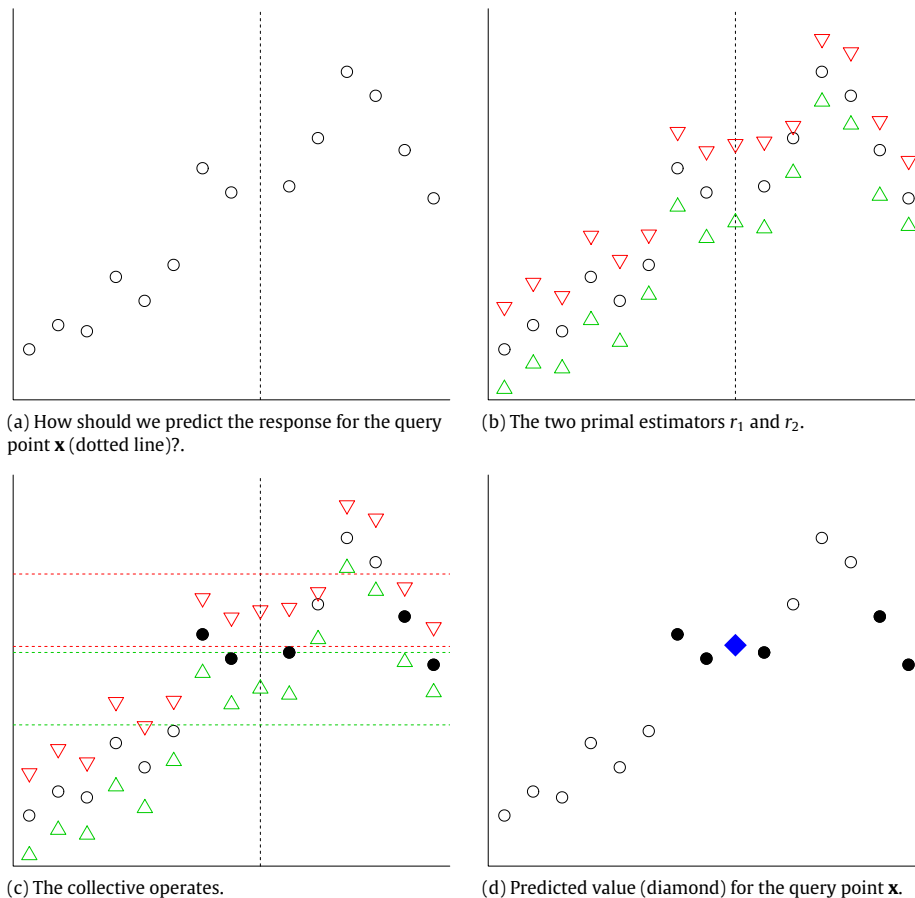 (a) How should we predict the response for the query
point x (dotted line)?.
(b) The two primal estimators r₁ and r₂.
(c) The collective operates.
(d) Predicted value (diamond) for the query point x.